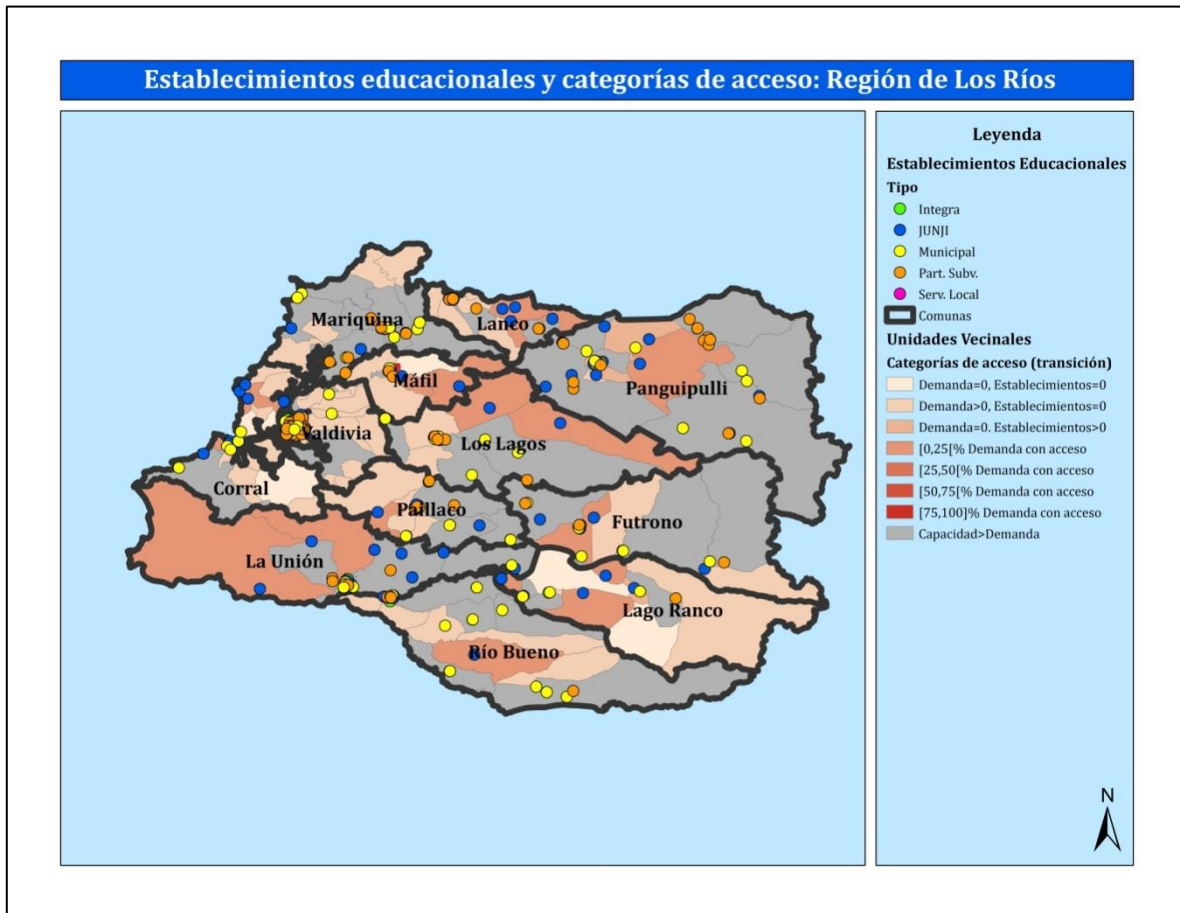 Establecimientos educacionales y categorías de acceso: Región de Los Ríos
Mariquina
Lanco
Máfil
Panguipulli
Valdivia
Los Lagos
Corral
Paillaco
Futrono
La Unión
Lago Ranco
Río Bueno
Leyenda
Establecimientos Educacionales
Tipo
Integra
JUNJI
Municipal
Part. Subv.
Serv. Local
Comunas
Unidades Vecinales
Categorías de acceso (transición)
Demanda=0, Establecimientos=0
Demanda>0, Establecimientos=0
Demanda=0. Establecimientos>0
[0,25[% Demanda con acceso
[25,50[% Demanda con acceso
[50,75[% Demanda con acceso
[75,100]% Demanda con acceso
Capacidad>Demanda
N